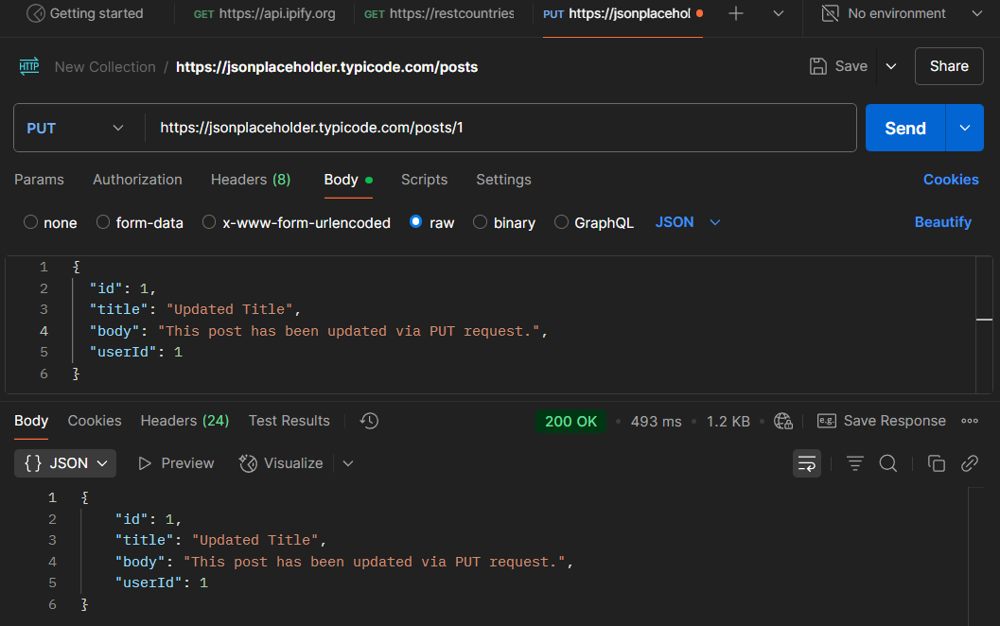 Getting started GET https://api.ipify.org GET https://restcountries PUT https://jsonplacehol No environment
HTTP New Collection / https://jsonplaceholder.typicode.com/posts Save Share
PUT https://jsonplaceholder.typicode.com/posts/1 Send
Params Authorization Headers (8) Body Scripts Settings Cookies
none form-data x-www-form-urlencoded raw binary GraphQL JSON Beautify
1 {
2 "id": 1,
3 "title": "Updated Title",
4 "body": "This post has been updated via PUT request.",
5 "userId": 1
6 }
Body Cookies Headers (24) Test Results 200 OK • 493 ms • 1.2 KB • e.g. Save Response
{} JSON Preview Visualize
1 {
2 "id": 1,
3 "title": "Updated Title",
4 "body": "This post has been updated via PUT request.",
5 "userId": 1
6 }